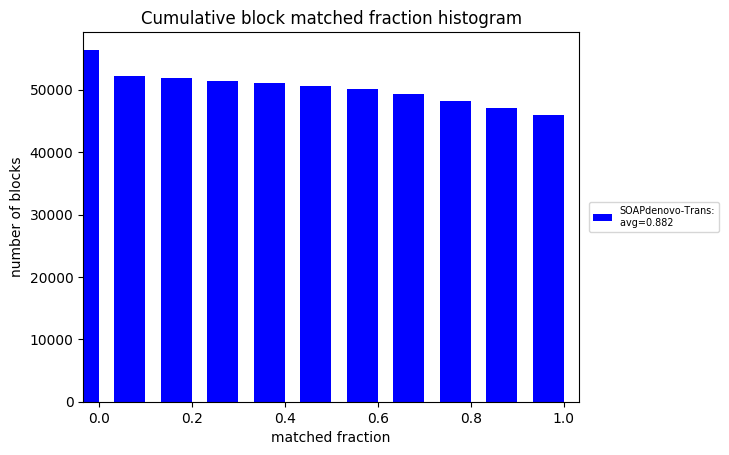 Cumulative block matched fraction histogram
number of blocks
50000
40000
30000
20000
10000
0
0.0 0.2 0.4 0.6 0.8 1.0
matched fraction
SOAPdenovo-Trans:
avg=0.882